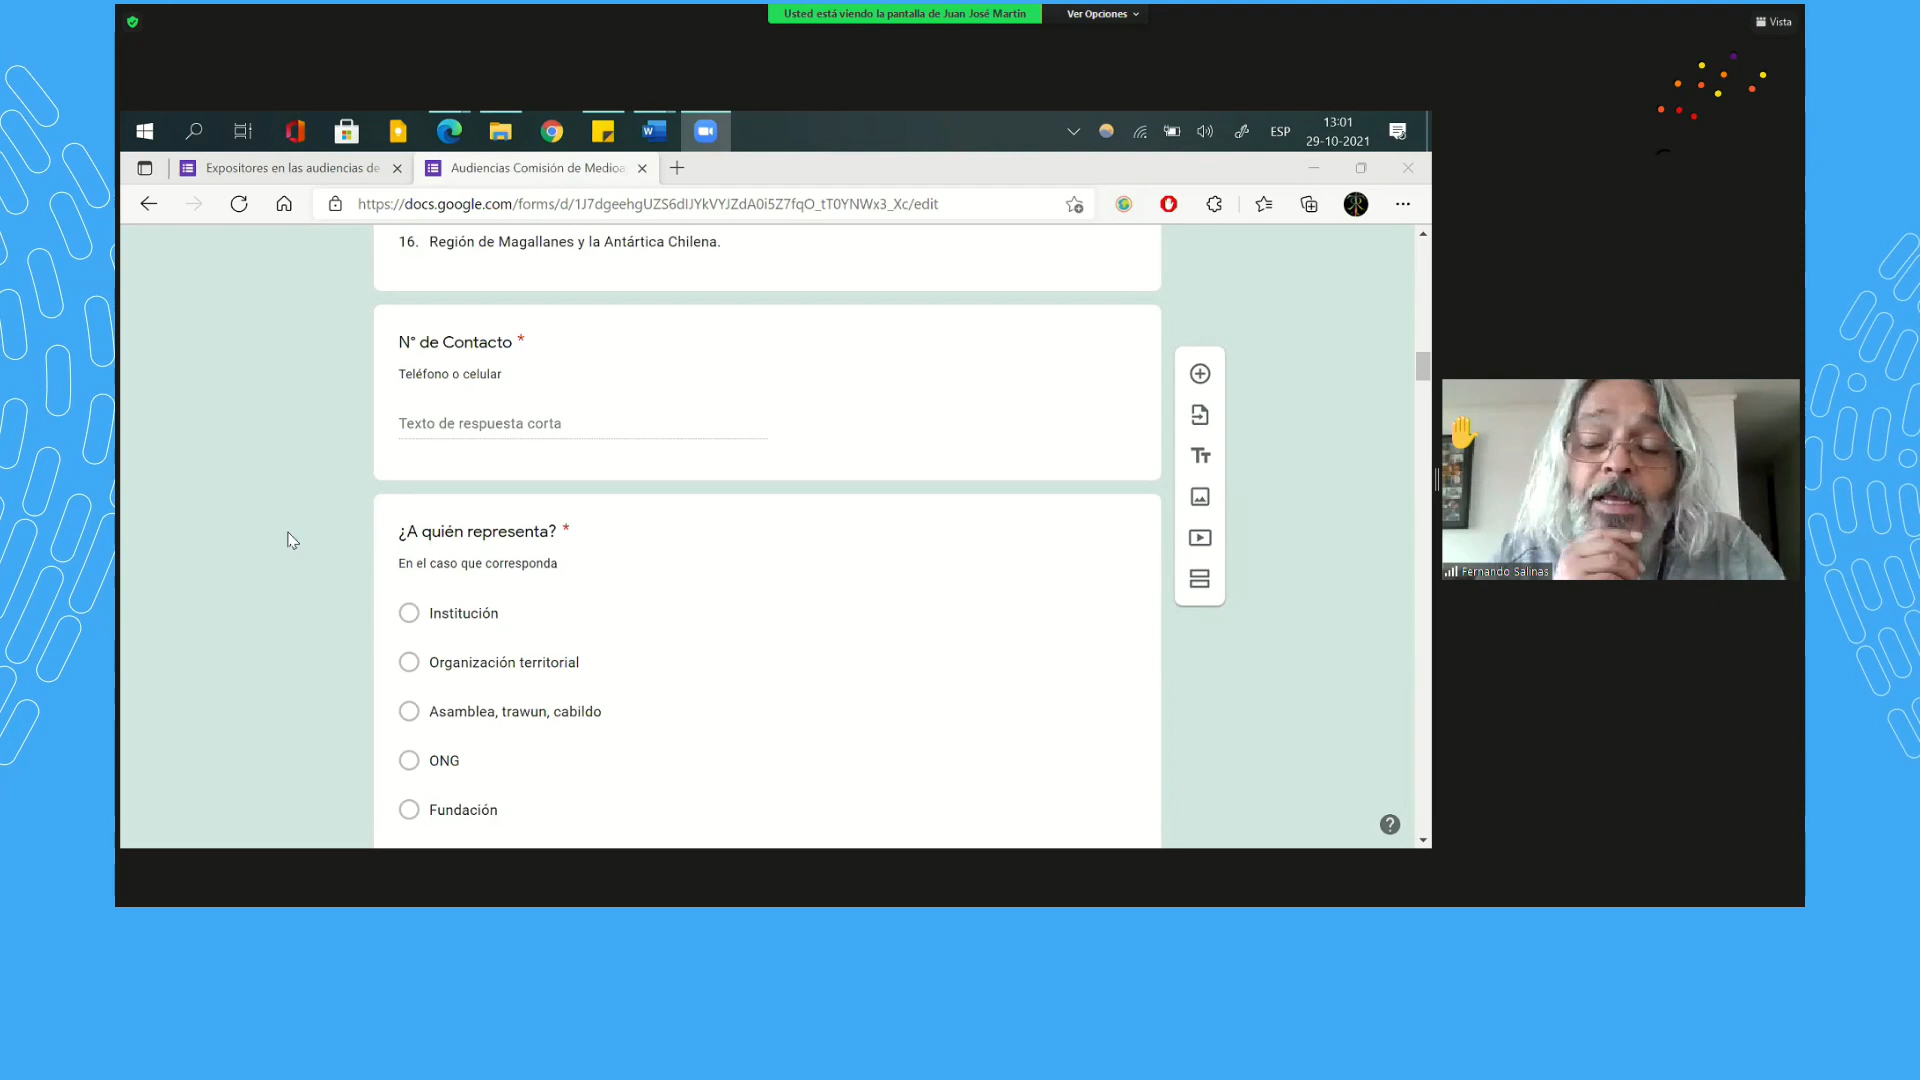 Usted está viendo la pantalla de Juan José Martin
Ver Opciones
Vista
ESP
13:01
29-10-2021
Expositores en las audiencias de
Audiencias Comisión de Medioa
https://docs.google.com/forms/d/1J7dgeehgUZS6dIJYkVYJZdA0i5Z7fqO_tT0YNWx3_Xc/edit
16. Región de Magallanes y la Antártica Chilena.
N° de Contacto *
Teléfono o celular
Texto de respuesta corta
¿A quién representa? *
En el caso que corresponda
Institución
Organización territorial
Asamblea, trawun, cabildo
ONG
Fundación
Fernando Salinas